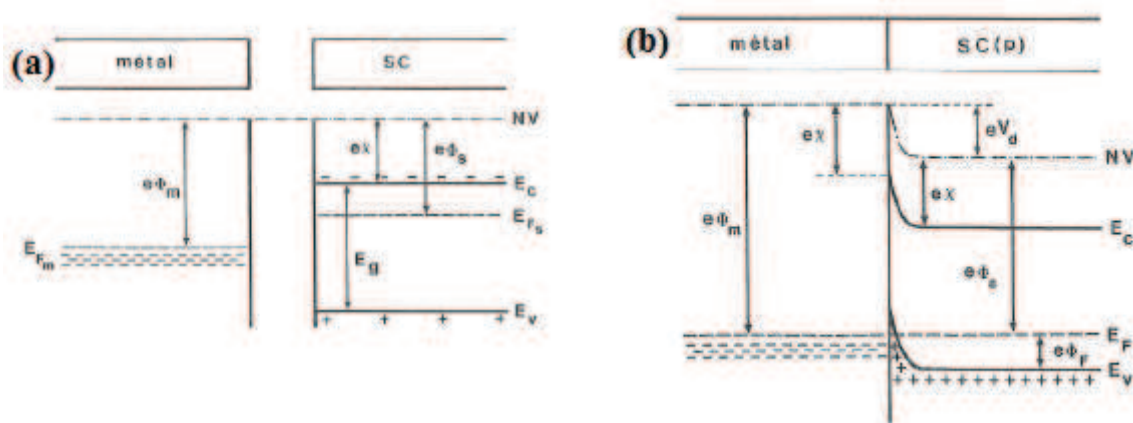 (a)
métal
SC
NV
eχ
eΦs
eΦm
Ec
EFs
EFm
Eg
Ev
(b)
métal
SC(p)
eχ
eVd
NV
eχ
Ec
eΦm
eΦs
EF
eΦF
Ev